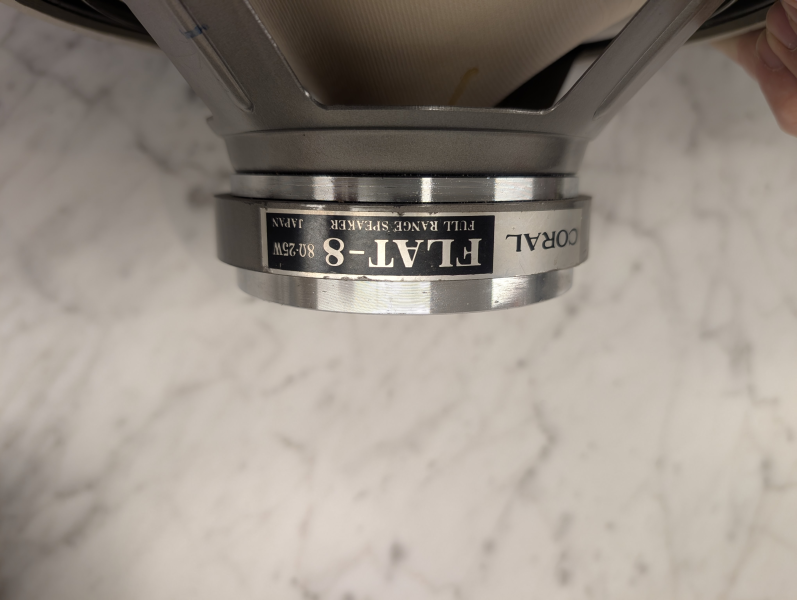 CORAL
FLAT-8 8Ω·25W
FULL RANGE SPEAKER JAPAN